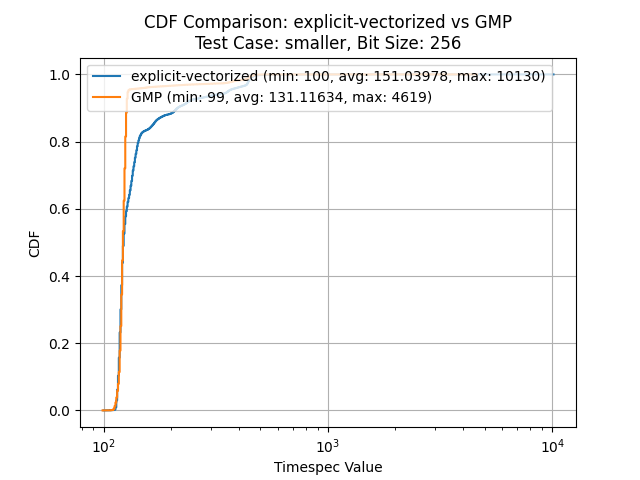 CDF Comparison: explicit-vectorized vs GMP
Test Case: smaller, Bit Size: 256
explicit-vectorized (min: 100, avg: 151.03978, max: 10130)
GMP (min: 99, avg: 131.11634, max: 4619)
CDF
1.0
0.8
0.6
0.4
0.2
0.0
10² 10³ 10⁴
Timespec Value